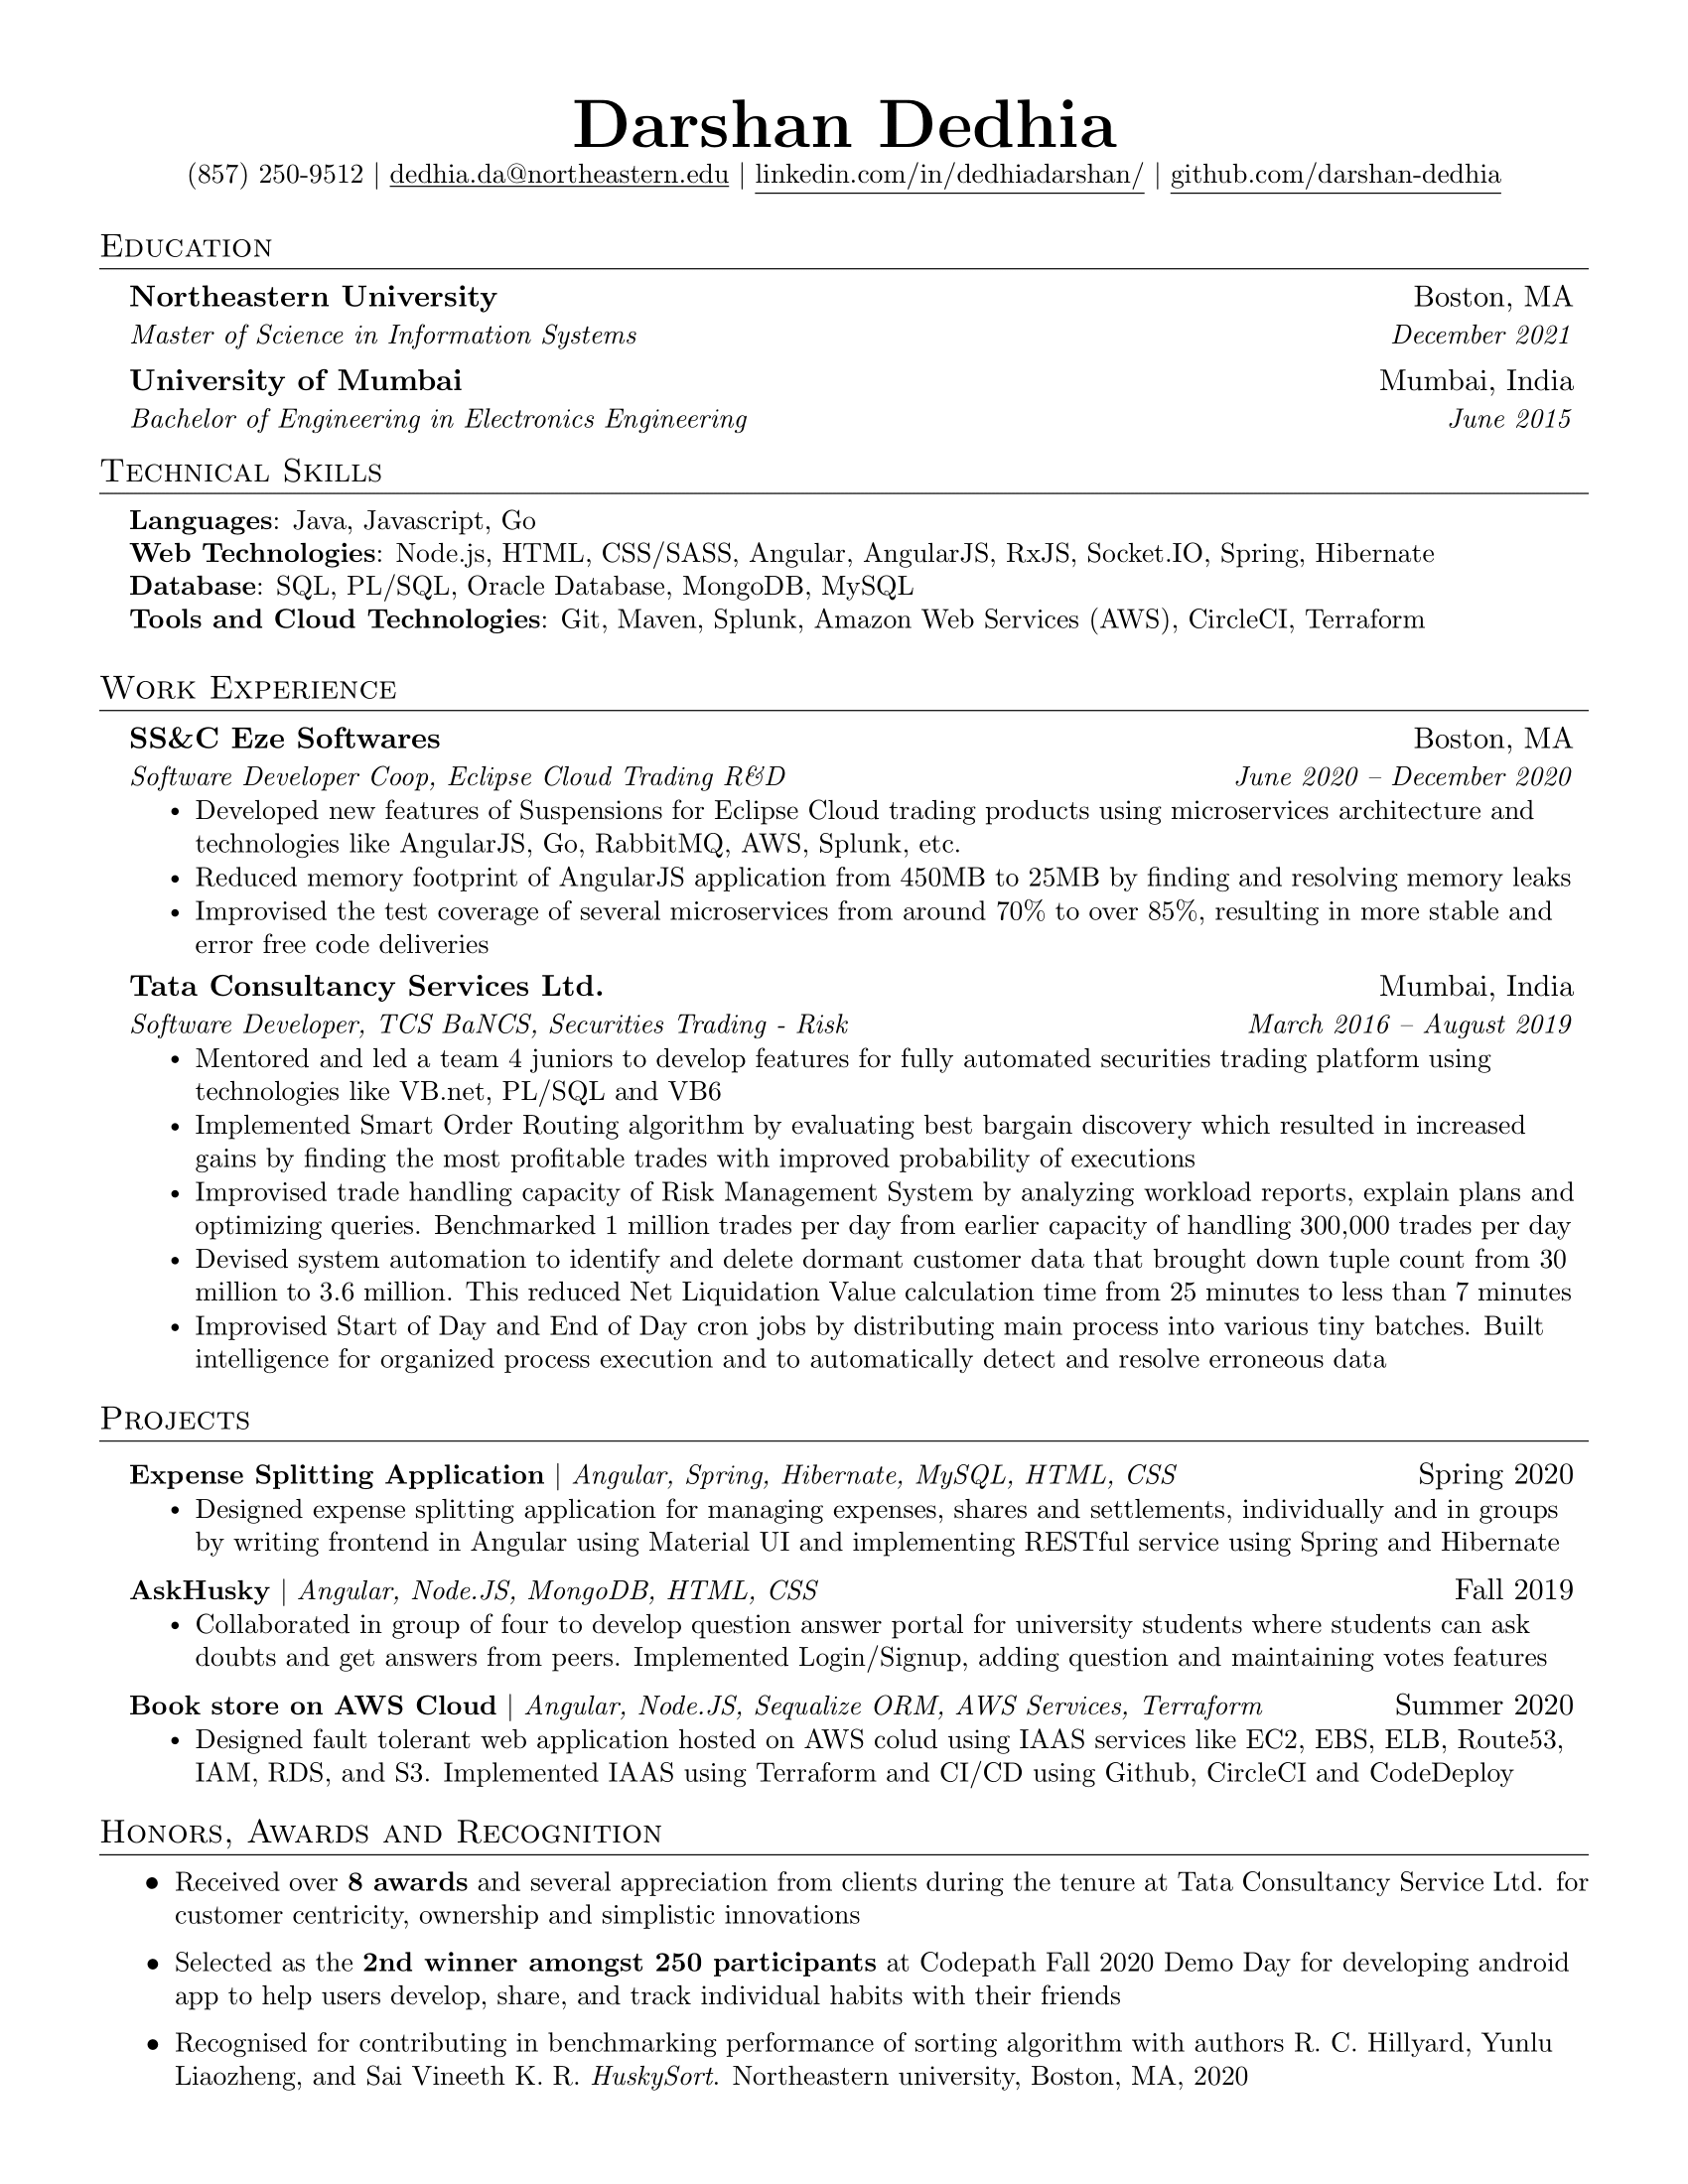 Darshan Dedhia
(857) 250-9512 | dedhia.da@northeastern.edu | linkedin.com/in/dedhiadarshan/ | github.com/darshan-dedhia
Education
Northeastern University Boston, MA
Master of Science in Information Systems December 2021
University of Mumbai Mumbai, India
Bachelor of Engineering in Electronics Engineering June 2015
Technical Skills
Languages: Java, Javascript, Go
Web Technologies: Node.js, HTML, CSS/SASS, Angular, AngularJS, RxJS, Socket.IO, Spring, Hibernate
Database: SQL, PL/SQL, Oracle Database, MongoDB, MySQL
Tools and Cloud Technologies: Git, Maven, Splunk, Amazon Web Services (AWS), CircleCI, Terraform
Work Experience
SS&C Eze Softwares Boston, MA
Software Developer Coop, Eclipse Cloud Trading R&D June 2020 – December 2020
• Developed new features of Suspensions for Eclipse Cloud trading products using microservices architecture and
technologies like AngularJS, Go, RabbitMQ, AWS, Splunk, etc.
• Reduced memory footprint of AngularJS application from 450MB to 25MB by finding and resolving memory leaks
• Improvised the test coverage of several microservices from around 70% to over 85%, resulting in more stable and
error free code deliveries
Tata Consultancy Services Ltd. Mumbai, India
Software Developer, TCS BaNCS, Securities Trading - Risk March 2016 – August 2019
• Mentored and led a team 4 juniors to develop features for fully automated securities trading platform using
technologies like VB.net, PL/SQL and VB6
• Implemented Smart Order Routing algorithm by evaluating best bargain discovery which resulted in increased
gains by finding the most profitable trades with improved probability of executions
• Improvised trade handling capacity of Risk Management System by analyzing workload reports, explain plans and
optimizing queries. Benchmarked 1 million trades per day from earlier capacity of handling 300,000 trades per day
• Devised system automation to identify and delete dormant customer data that brought down tuple count from 30
million to 3.6 million. This reduced Net Liquidation Value calculation time from 25 minutes to less than 7 minutes
• Improvised Start of Day and End of Day cron jobs by distributing main process into various tiny batches. Built
intelligence for organized process execution and to automatically detect and resolve erroneous data
Projects
Expense Splitting Application | Angular, Spring, Hibernate, MySQL, HTML, CSS Spring 2020
• Designed expense splitting application for managing expenses, shares and settlements, individually and in groups
by writing frontend in Angular using Material UI and implementing RESTful service using Spring and Hibernate
AskHusky | Angular, Node.JS, MongoDB, HTML, CSS Fall 2019
• Collaborated in group of four to develop question answer portal for university students where students can ask
doubts and get answers from peers. Implemented Login/Signup, adding question and maintaining votes features
Book store on AWS Cloud | Angular, Node.JS, Sequalize ORM, AWS Services, Terraform Summer 2020
• Designed fault tolerant web application hosted on AWS colud using IAAS services like EC2, EBS, ELB, Route53,
IAM, RDS, and S3. Implemented IAAS using Terraform and CI/CD using Github, CircleCI and CodeDeploy
Honors, Awards and Recognition
• Received over 8 awards and several appreciation from clients during the tenure at Tata Consultancy Service Ltd. for
customer centricity, ownership and simplistic innovations
• Selected as the 2nd winner amongst 250 participants at Codepath Fall 2020 Demo Day for developing android
app to help users develop, share, and track individual habits with their friends
• Recognised for contributing in benchmarking performance of sorting algorithm with authors R. C. Hillyard, Yunlu
Liaozheng, and Sai Vineeth K. R. HuskySort. Northeastern university, Boston, MA, 2020